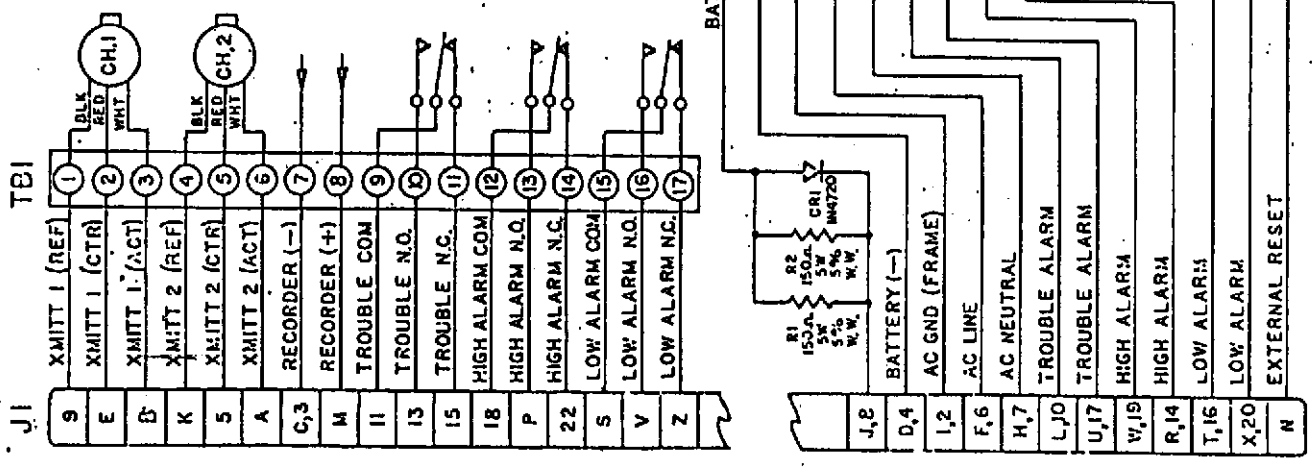 TB1
J1
CH.1
BLK
RED
WHT
CH.2
BLK
RED
WHT
9 XMITT 1 (REF) 1
E XMITT 1 (CTR) 2
B XMITT 1 (ACT) 3
K XMITT 2 (REF) 4
5 XMITT 2 (CTR) 5
A XMITT 2 (ACT) 6
C,3 RECORDER (—) 7
M RECORDER (+) 8
11 TROUBLE COM 9
13 TROUBLE N.O. 10
15 TROUBLE N.C. 11
18 HIGH ALARM COM 12
P HIGH ALARM N.O. 13
22 HIGH ALARM N.C. 14
S LOW ALARM COM 15
V LOW ALARM N.O. 16
Z LOW ALARM N.C. 17
BAT
R1
150Ω
5W
5%
W.W.
R2
150Ω
5W
5%
W.W.
CR1
1N4720
J,8
D,4 BATTERY (—)
1,2 AC GND (FRAME)
F,6 AC LINE
H,7 AC NEUTRAL
L,10 TROUBLE ALARM
U,17 TROUBLE ALARM
W,19 HIGH ALARM
R,14 HIGH ALARM
T,16 LOW ALARM
X,20 LOW ALARM
N EXTERNAL RESET